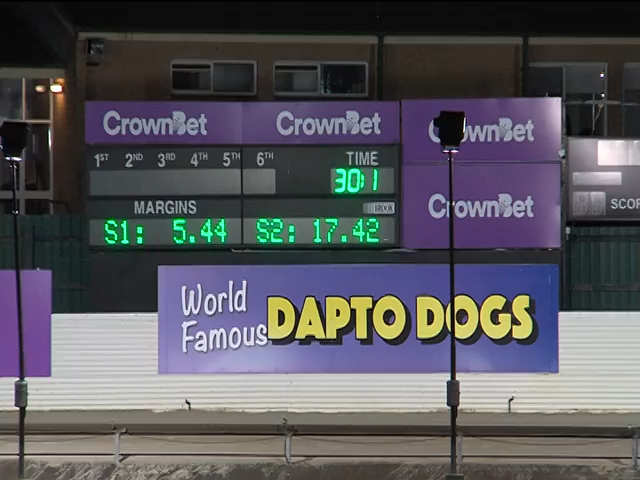 CrownBet CrownBet CrownBet
1ST 2ND 3RD 4TH 5TH 6TH TIME
30:1
CrownBet
MARGINS
S1: 5.44 S2: 17.42
World
Famous
DAPTO DOGS